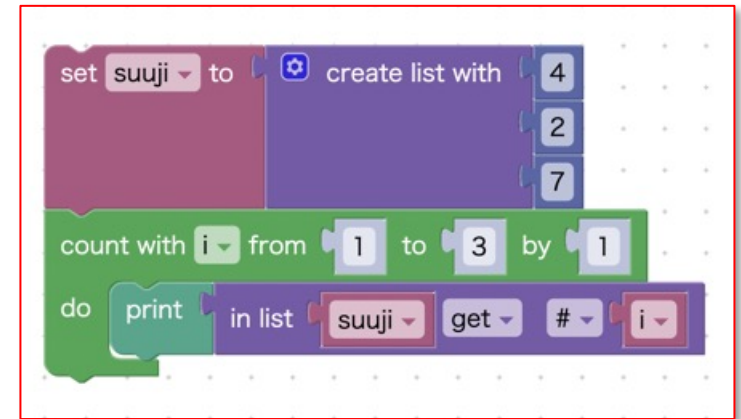 set suuji to create list with 4
2
7
count with i from 1 to 3 by 1
do print in list suuji get # i